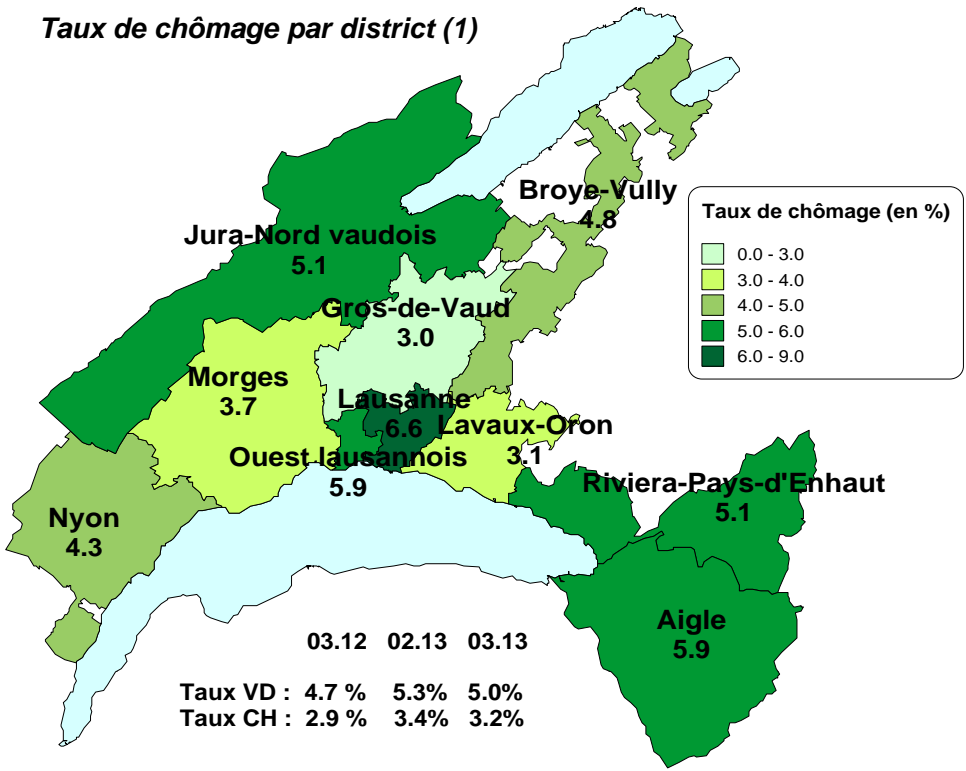 Taux de chômage par district (1)
Broye-Vully
4.8
Taux de chômage (en %)
0.0 - 3.0
3.0 - 4.0
4.0 - 5.0
5.0 - 6.0
6.0 - 9.0
Jura-Nord vaudois
5.1
Gros-de-Vaud
3.0
Morges
3.7
Lausanne
6.6
Lavaux-Oron
3.1
Ouest lausannois
5.9
Riviera-Pays-d'Enhaut
5.1
Nyon
4.3
Aigle
5.9
03.12 02.13 03.13
Taux VD : 4.7 % 5.3% 5.0%
Taux CH : 2.9 % 3.4% 3.2%